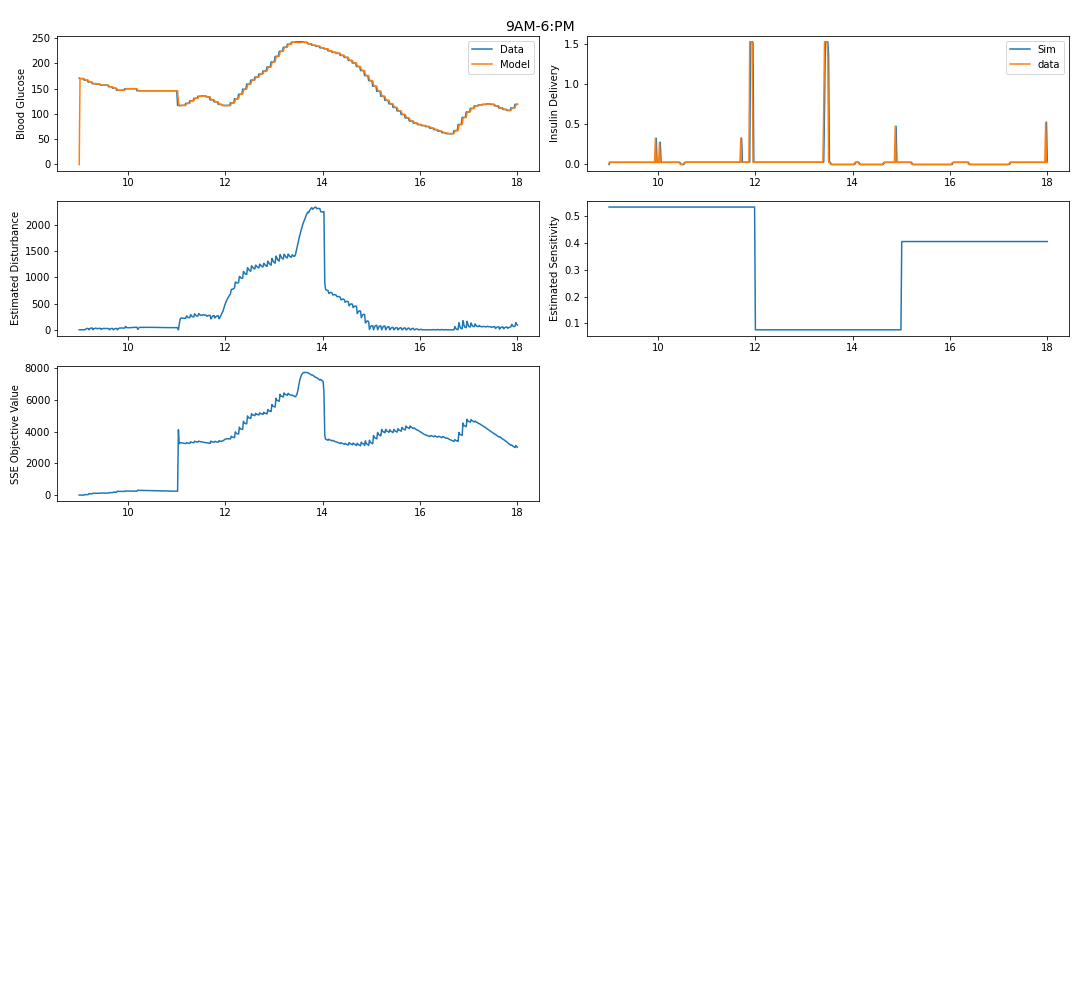 9AM-6:PM
Blood Glucose
250
200
150
100
50
0
Data
Model
10 12 14 16 18
Insulin Delivery
1.5
1.0
0.5
0.0
Sim
data
10 12 14 16 18
Estimated Disturbance
2000
1500
1000
500
0
10 12 14 16 18
Estimated Sensitivity
0.5
0.4
0.3
0.2
0.1
10 12 14 16 18
SSE Objective Value
8000
6000
4000
2000
0
10 12 14 16 18